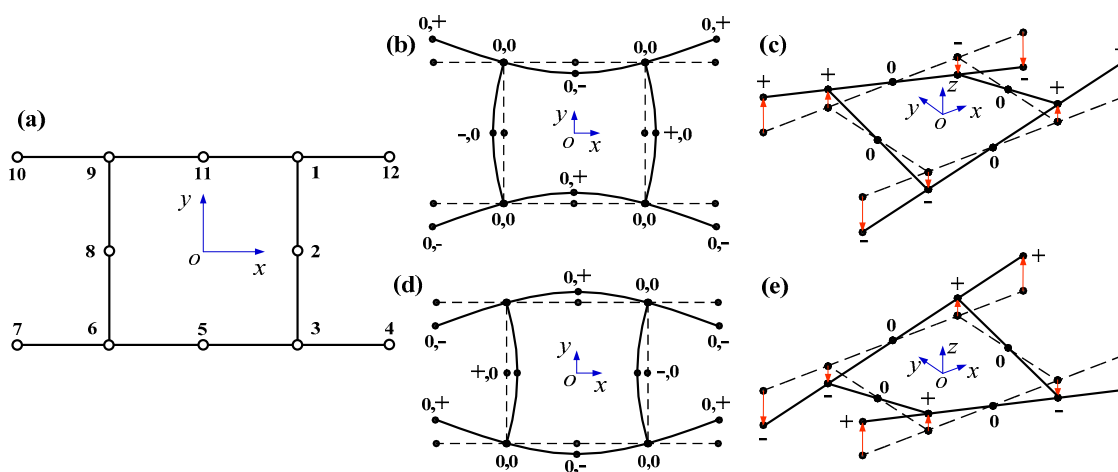 (a)
10 9 11 1 12
y
8 o x 2
7 6 5 3 4
(b)
0,+ 0,0 0,0 0,+
0,-
-,0 y o x +,0
0,+
0,- 0,0 0,0 0,-
(c)
+ + 0 - -
z
y o x 0 +
0 0
- -
(d)
0,0 0,+ 0,0
0,- 0,-
+,0 y o x -,0
0,+ 0,+
0,0 0,- 0,0
(e)
+ +
0
z
y o x 0
- 0 +
- + 0 -